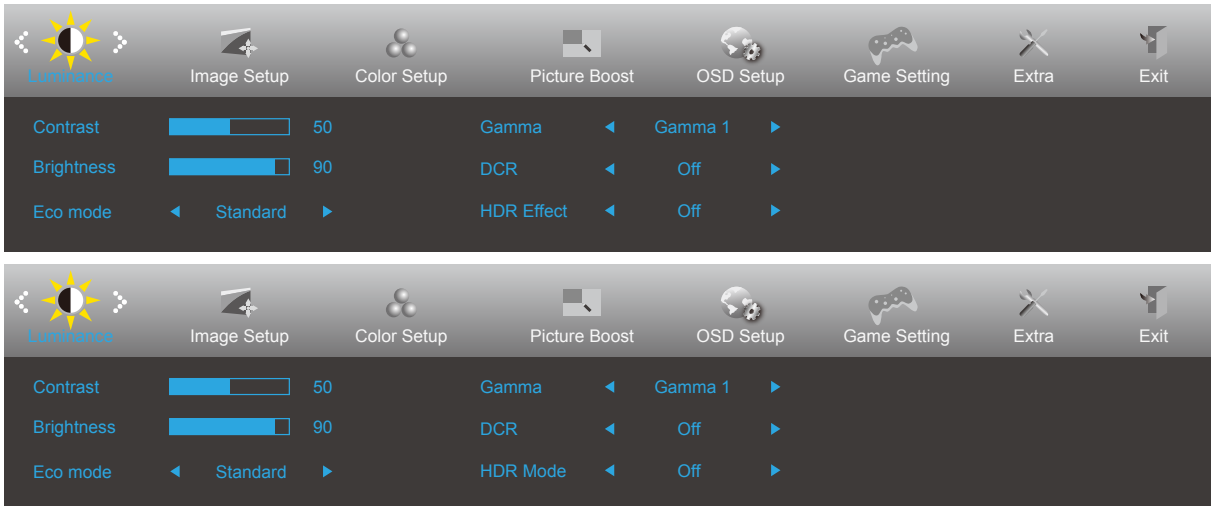 Luminance Image Setup Color Setup Picture Boost OSD Setup Game Setting Extra Exit
Contrast 50 Gamma Gamma 1
Brightness 90 DCR Off
Eco mode Standard HDR Effect Off
Luminance Image Setup Color Setup Picture Boost OSD Setup Game Setting Extra Exit
Contrast 50 Gamma Gamma 1
Brightness 90 DCR Off
Eco mode Standard HDR Mode Off